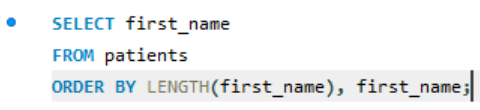 SELECT first_name
FROM patients
ORDER BY LENGTH(first_name), first_name;